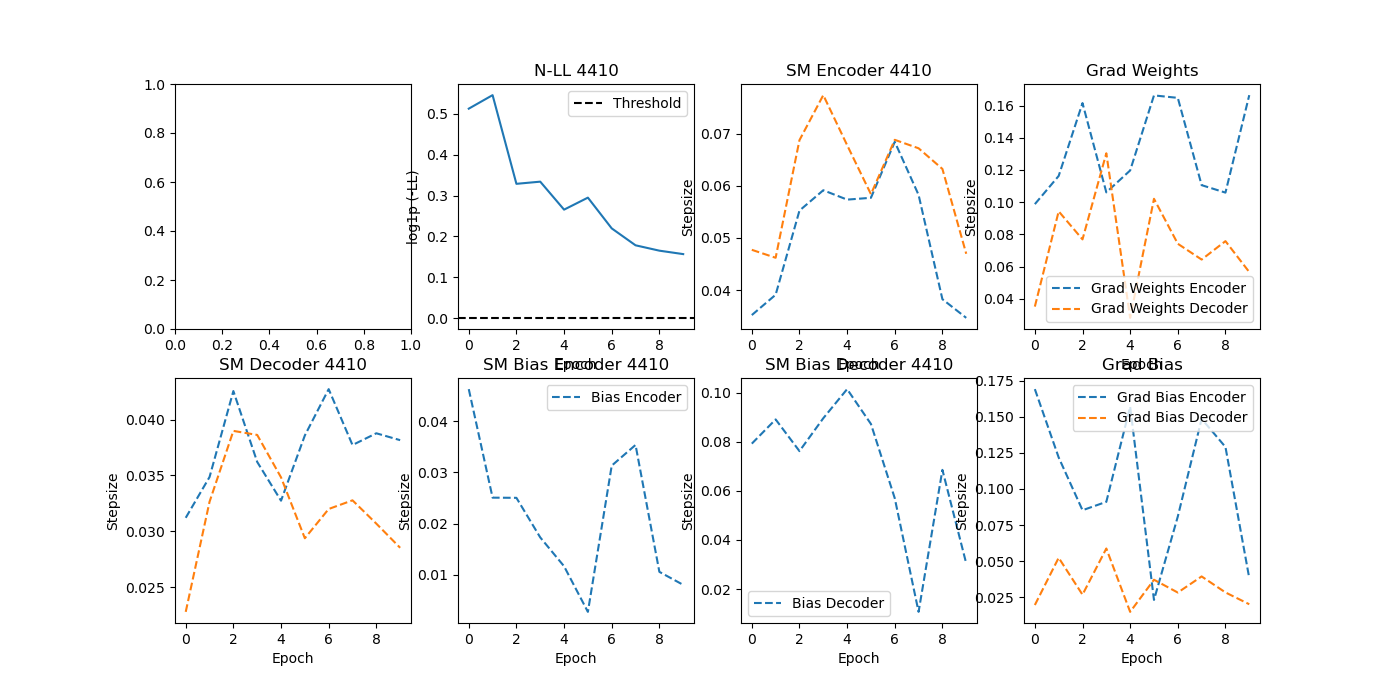 N-LL 4410
SM Encoder 4410
Grad Weights
1.0
0.8
0.6
0.4
0.2
0.0
0.0 0.2 0.4 0.6 0.8 1.0
log1p (-LL)
0.5
0.4
0.3
0.2
0.1
0.0
Threshold
0 2 4 6 8
Epoch
Stepsize
0.07
0.06
0.05
0.04
0 2 4 6 8
Epoch
Stepsize
0.16
0.14
0.12
0.10
0.08
0.06
0.04
Grad Weights Encoder
Grad Weights Decoder
0 2 4 6 8
Epoch
SM Decoder 4410
SM Bias Encoder 4410
SM Bias Decoder 4410
Grad Bias
Stepsize
0.040
0.035
0.030
0.025
0 2 4 6 8
Epoch
Stepsize
0.04
0.03
0.02
0.01
Bias Encoder
0 2 4 6 8
Epoch
Stepsize
0.10
0.08
0.06
0.04
0.02
Bias Decoder
0 2 4 6 8
Epoch
Stepsize
0.175
0.150
0.125
0.100
0.075
0.050
0.025
Grad Bias Encoder
Grad Bias Decoder
0 2 4 6 8
Epoch